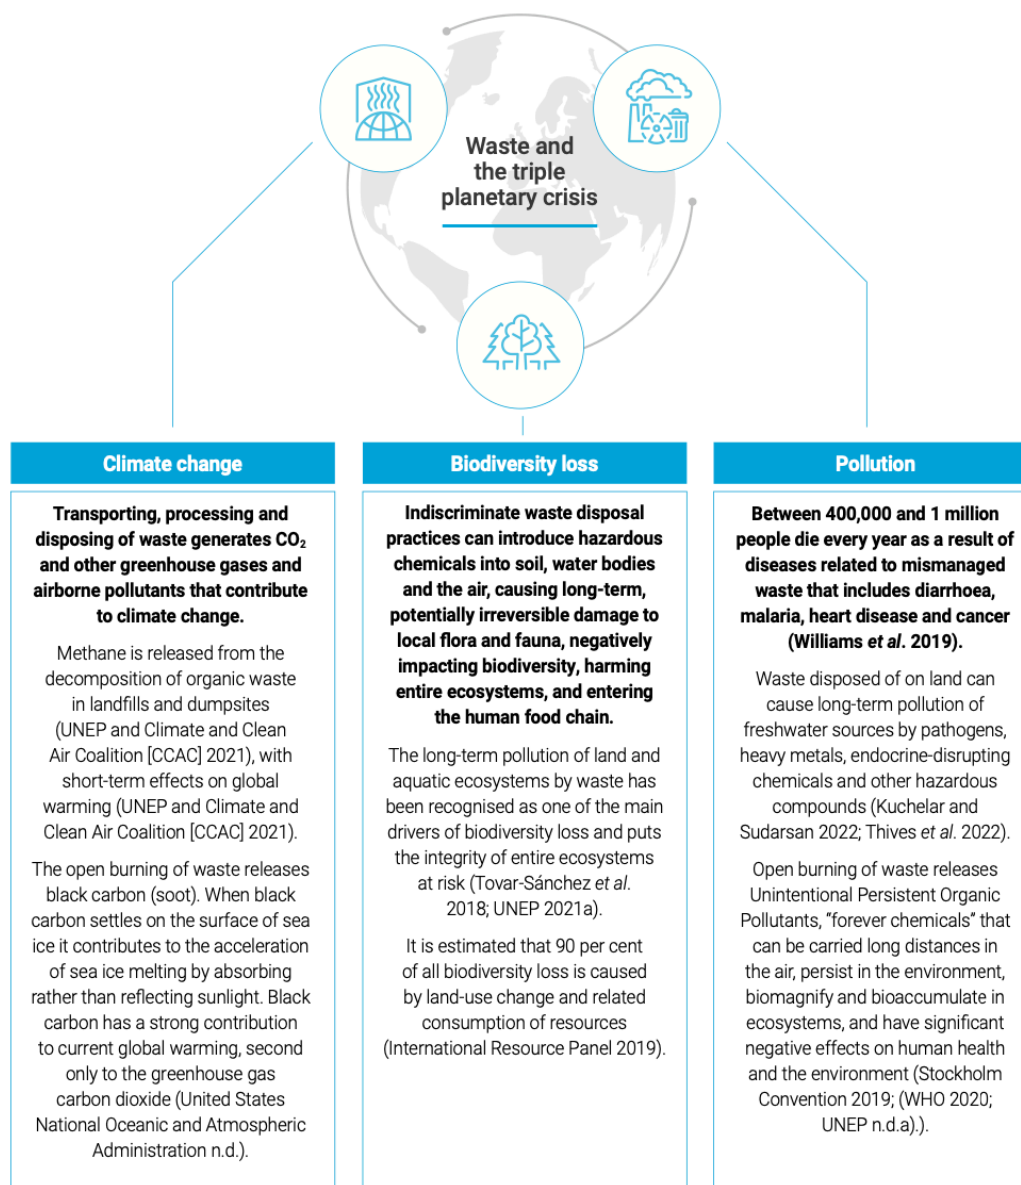 Waste and
the triple
planetary crisis
Climate change
Transporting, processing and
disposing of waste generates CO₂
and other greenhouse gases and
airborne pollutants that contribute
to climate change.
Methane is released from the
decomposition of organic waste
in landfills and dumpsites
(UNEP and Climate and Clean
Air Coalition [CCAC] 2021), with
short-term effects on global
warming (UNEP and Climate and
Clean Air Coalition [CCAC] 2021).
The open burning of waste releases
black carbon (soot). When black
carbon settles on the surface of sea
ice it contributes to the acceleration
of sea ice melting by absorbing
rather than reflecting sunlight. Black
carbon has a strong contribution
to current global warming, second
only to the greenhouse gas
carbon dioxide (United States
National Oceanic and Atmospheric
Administration n.d.).
Biodiversity loss
Indiscriminate waste disposal
practices can introduce hazardous
chemicals into soil, water bodies
and the air, causing long-term,
potentially irreversible damage to
local flora and fauna, negatively
impacting biodiversity, harming
entire ecosystems, and entering
the human food chain.
The long-term pollution of land and
aquatic ecosystems by waste has
been recognised as one of the main
drivers of biodiversity loss and puts
the integrity of entire ecosystems
at risk (Tovar-Sánchez et al.
2018; UNEP 2021a).
It is estimated that 90 per cent
of all biodiversity loss is caused
by land-use change and related
consumption of resources
(International Resource Panel 2019).
Pollution
Between 400,000 and 1 million
people die every year as a result of
diseases related to mismanaged
waste that includes diarrhoea,
malaria, heart disease and cancer
(Williams et al. 2019).
Waste disposed of on land can
cause long-term pollution of
freshwater sources by pathogens,
heavy metals, endocrine-disrupting
chemicals and other hazardous
compounds (Kuchelar and
Sudarsan 2022; Thives et al. 2022).
Open burning of waste releases
Unintentional Persistent Organic
Pollutants, “forever chemicals” that
can be carried long distances in
the air, persist in the environment,
biomagnify and bioaccumulate in
ecosystems, and have significant
negative effects on human health
and the environment (Stockholm
Convention 2019; (WHO 2020;
UNEP n.d.a).).